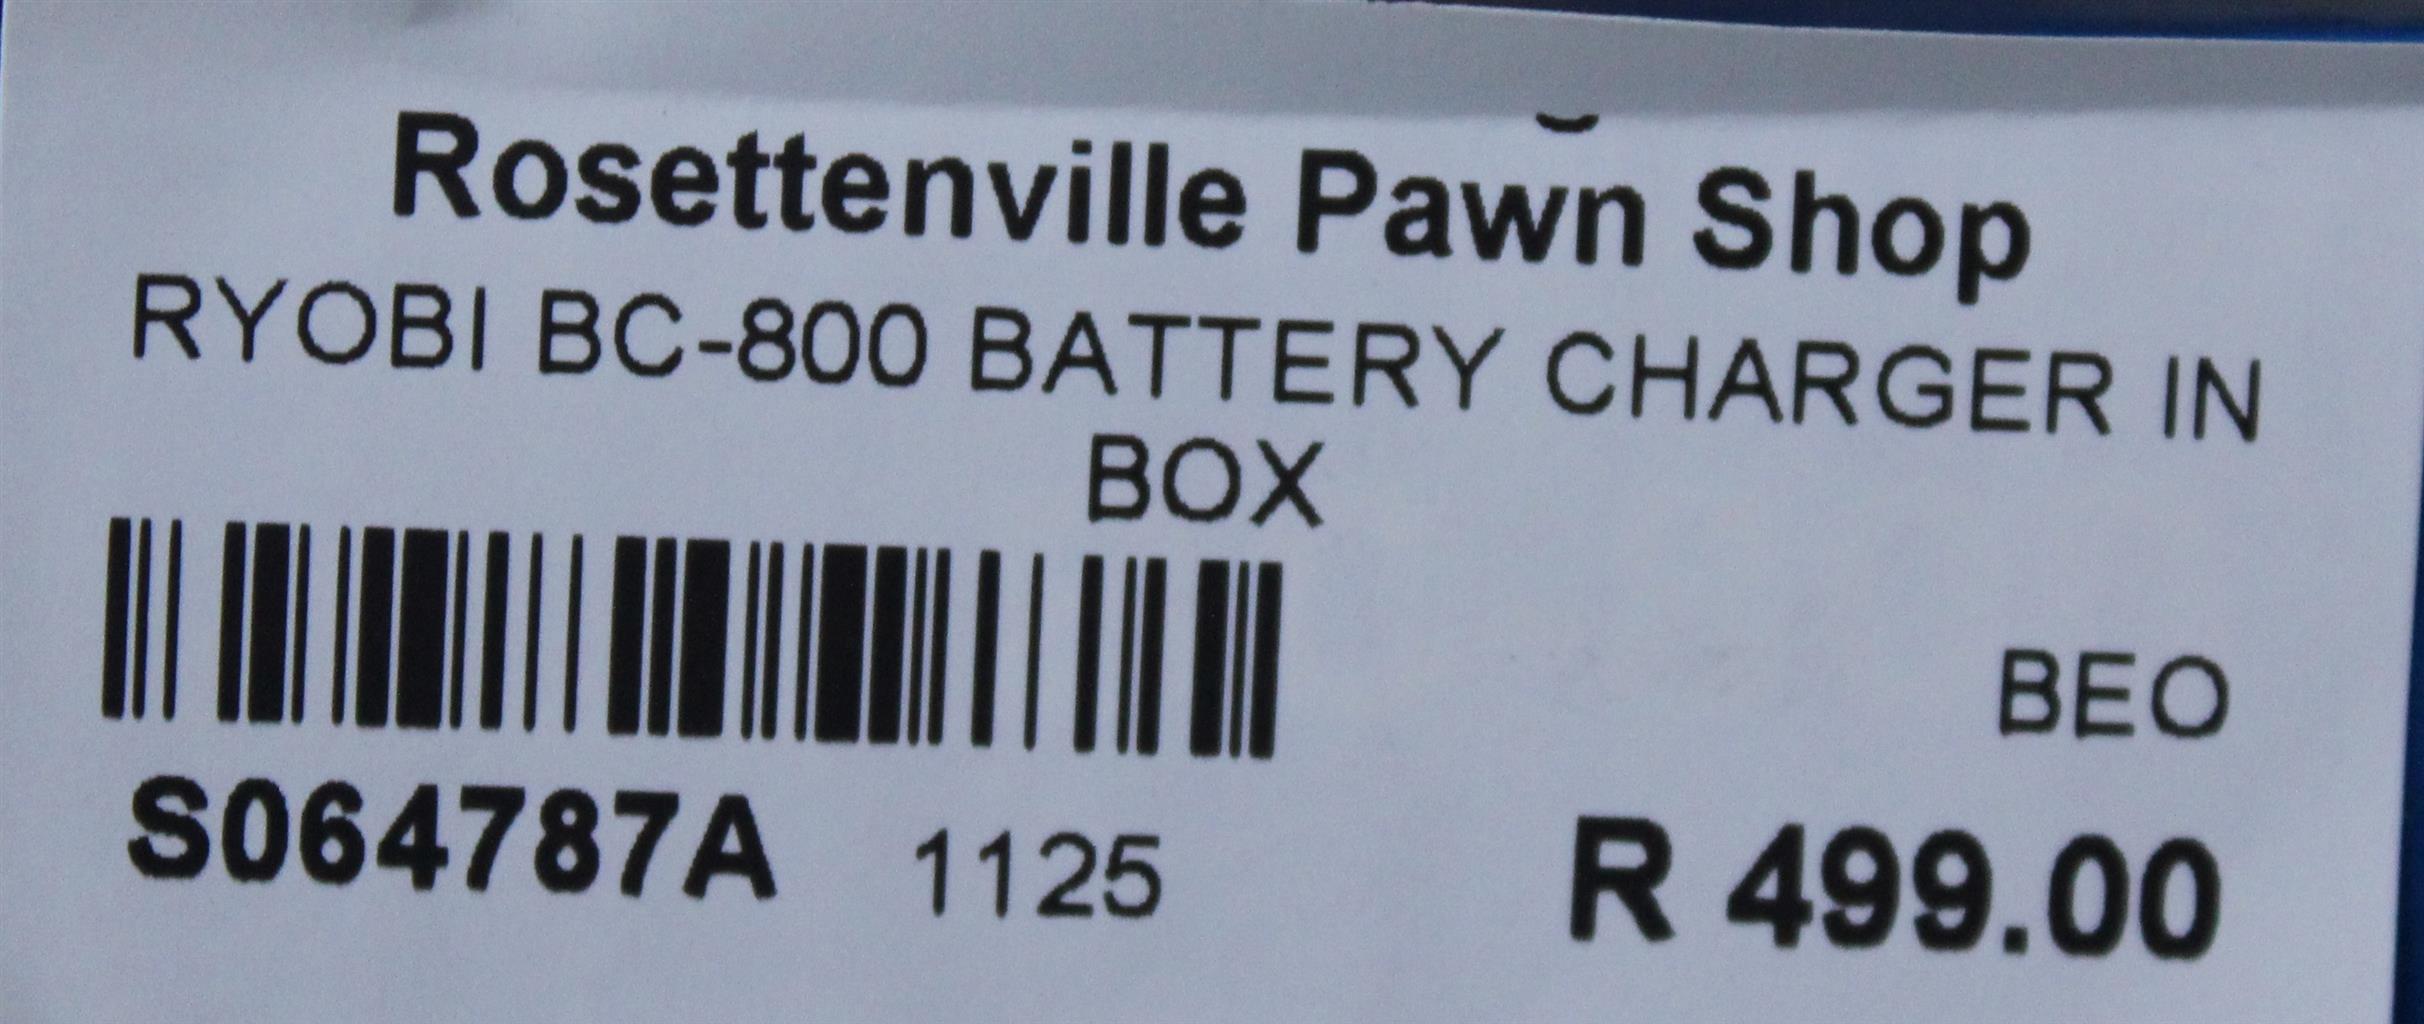 Rosettenville Pawn Shop
RYOBI BC-800 BATTERY CHARGER IN
BOX
BEO
S064787A 1125 R 499.00